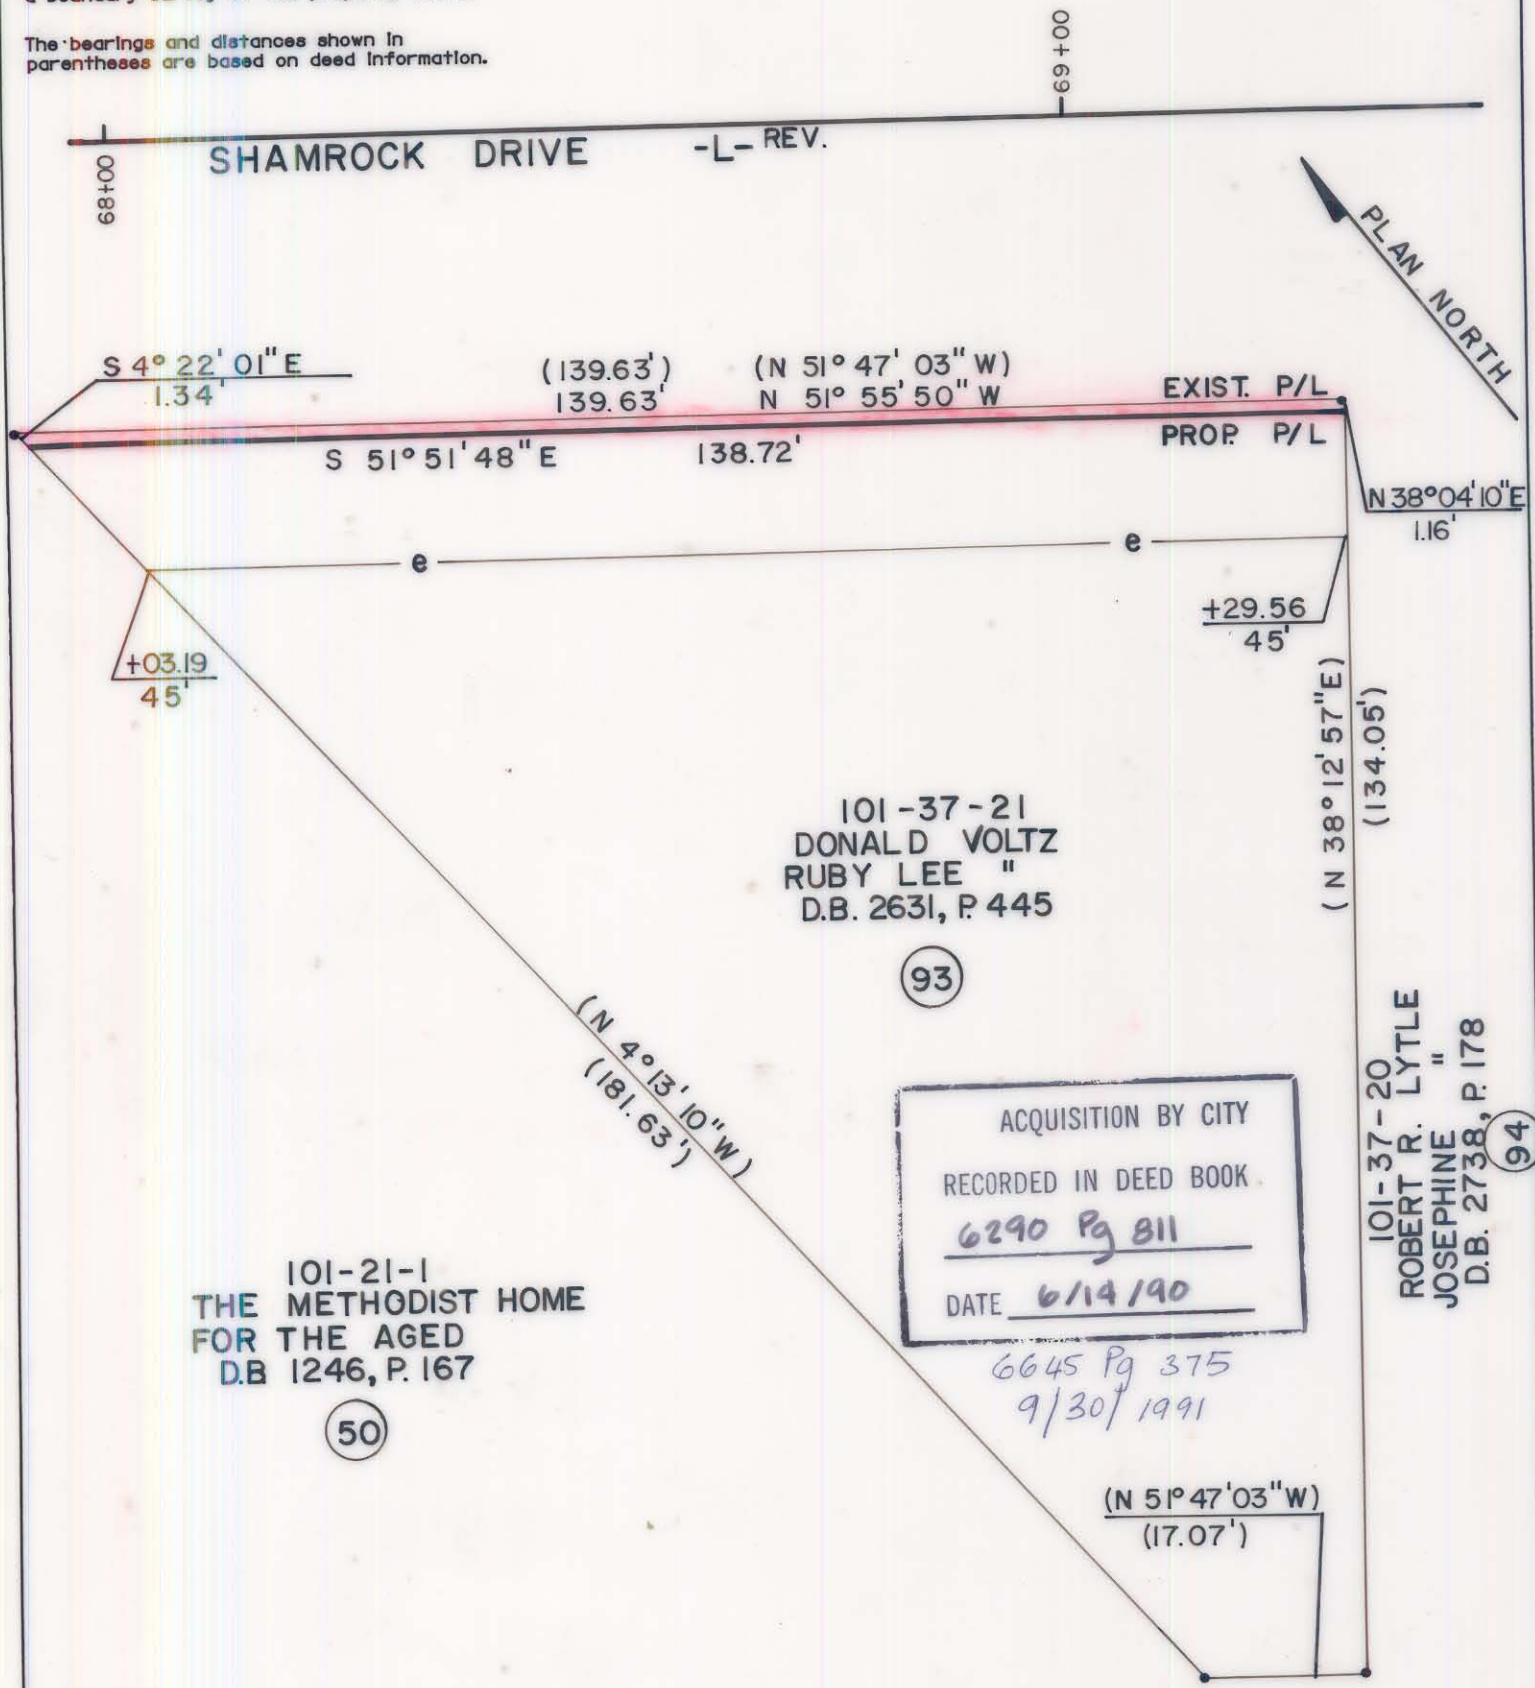 The bearings and distances shown in
parentheses are based on deed information.
68+00
69+00
SHAMROCK DRIVE -L- REV.
PLAN NORTH
S 4° 22' 01" E
1.34'
(139.63') (N 51° 47' 03" W)
139.63' N 51° 55' 50" W
EXIST. P/L
PROP. P/L
S 51° 51' 48" E 138.72'
N 38° 04' 10" E
1.16'
e
e
+03.19
45'
+29.56
45'
(N 38° 12' 57" E)
(134.05')
101-37-21
DONALD VOLTZ
RUBY LEE "
D.B. 2631, P. 445
93
(N 4° 13' 10" W)
(181.63')
101-37-20
ROBERT R. LYTLE
JOSEPHINE "
D.B. 2738, P. 178
94
ACQUISITION BY CITY
RECORDED IN DEED BOOK
6290 Pg 811
DATE 6/14/90
6645 Pg 375
9/30/1991
101-21-1
THE METHODIST HOME
FOR THE AGED
D.B 1246, P. 167
50
(N 51° 47' 03" W)
(17.07')